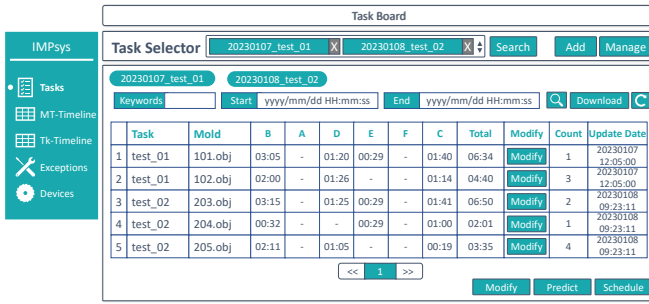 Task Board
IMPsys
Task Selector 20230107_test_01 X 20230108_test_02 X Search Add Manage
Tasks
MT-Timeline
Tk-Timeline
Exceptions
Devices
20230107_test_01 20230108_test_02
Keywords Start yyyy/mm/dd HH:mm:ss End yyyy/mm/dd HH:mm:ss Download
Task Mold B A D E F C Total Modify Count Update Date
1 test_01 101.obj 03:05 - 01:20 00:29 - 01:40 06:34 Modify 1 20230107 12:05:00
2 test_01 102.obj 02:00 - 01:26 - - 01:14 04:40 Modify 3 20230107 12:05:00
3 test_02 203.obj 03:15 - 01:25 00:29 - 01:41 06:50 Modify 2 20230108 09:23:11
4 test_02 204.obj 00:32 - - 00:29 - 01:00 02:01 Modify 1 20230108 09:23:11
5 test_02 205.obj 02:11 - 01:05 - - 00:19 03:35 Modify 4 20230108 09:23:11
<< 1 >>
Modify Predict Schedule